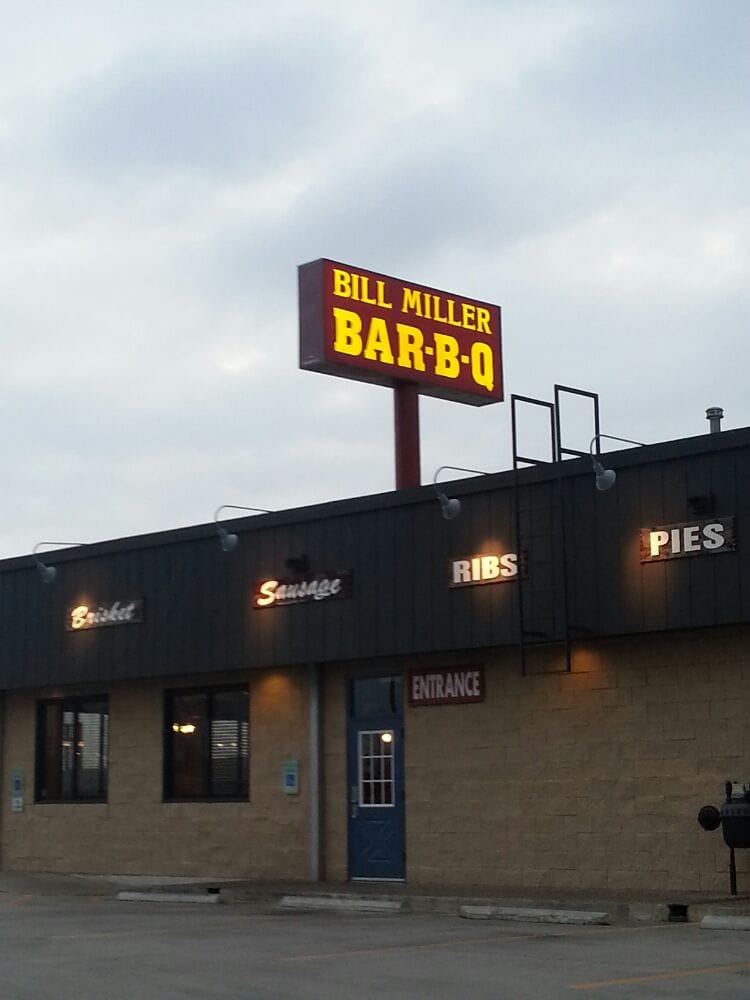 BILL MILLER
BAR-B-Q
Brisket
Sausage
RIBS
PIES
ENTRANCE